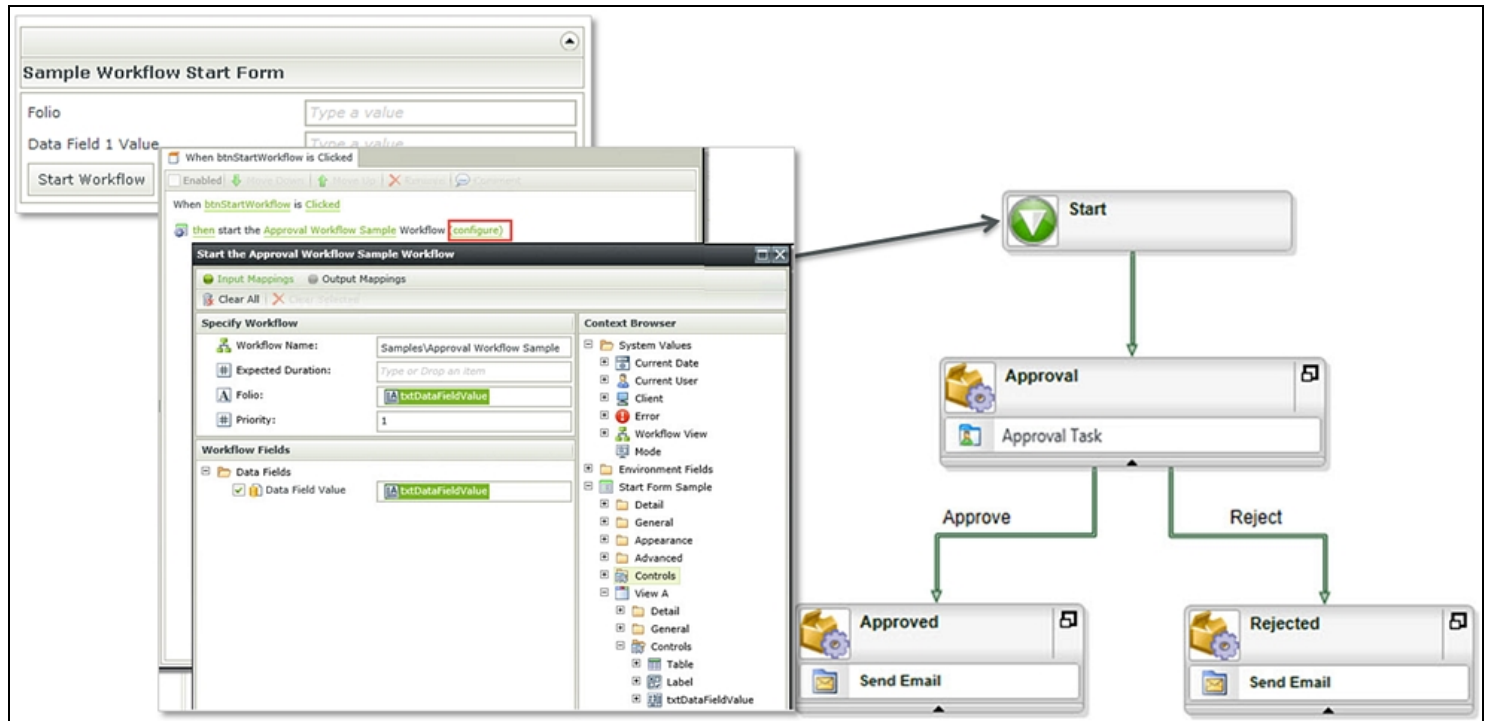 Sample Workflow Start Form
Folio
Type a value
Data Field 1 Value
Type a value
Start Workflow
When btnStartWorkflow is Clicked
Enabled Move Down Move Up Remove Comment
When btnStartWorkflow is Clicked
then start the Approval Workflow Sample Workflow (configure)
Start the Approval Workflow Sample Workflow
Input Mappings Output Mappings
Clear All Clear Selected
Specify Workflow
Workflow Name: Samples\Approval Workflow Sample
Expected Duration: Type or Drop an item
Folio: txtDataFieldValue
Priority: 1
Workflow Fields
Data Fields
Data Field Value txtDataFieldValue
Context Browser
System Values
Current Date
Current User
Client
Error
Workflow View
Mode
Environment Fields
Start Form Sample
Detail
General
Appearance
Advanced
Controls
View A
Detail
General
Controls
Table
Label
txtDataFieldValue
Start
Approval
Approval Task
Approve
Reject
Approved
Send Email
Rejected
Send Email